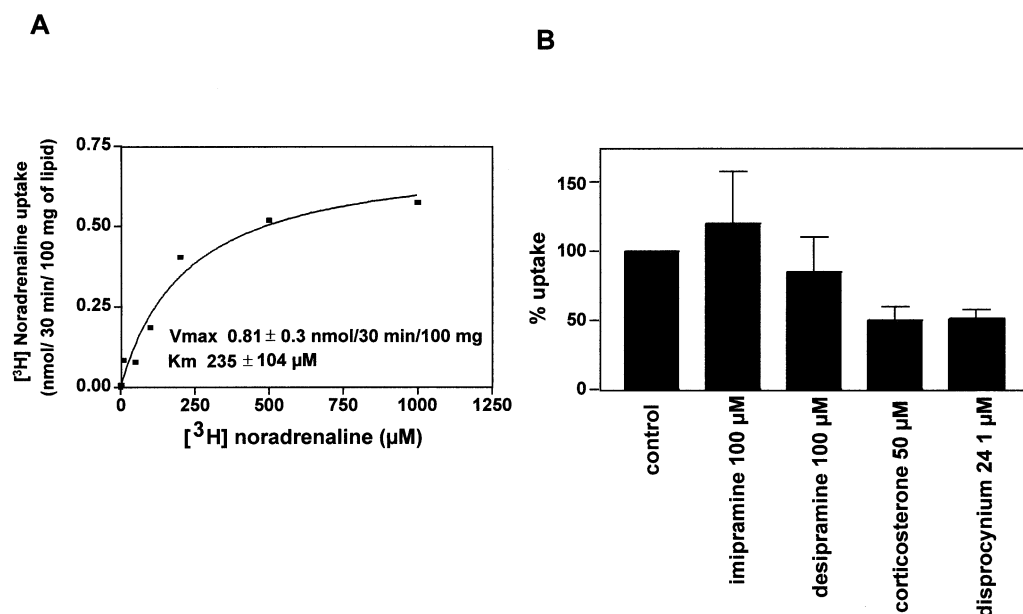 A
B
[³H] Noradrenaline uptake
(nmol/ 30 min/ 100 mg of lipid)
0.75
0.50
0.25
0.00
Vmax 0.81 ± 0.3 nmol/30 min/100 mg
Km 235 ± 104 µM
0
250
500
750
1000
1250
[³H] noradrenaline (µM)
% uptake
150
100
50
0
control
imipramine 100 µM
desipramine 100 µM
corticosterone 50 µM
disprocynium 24 1 µM